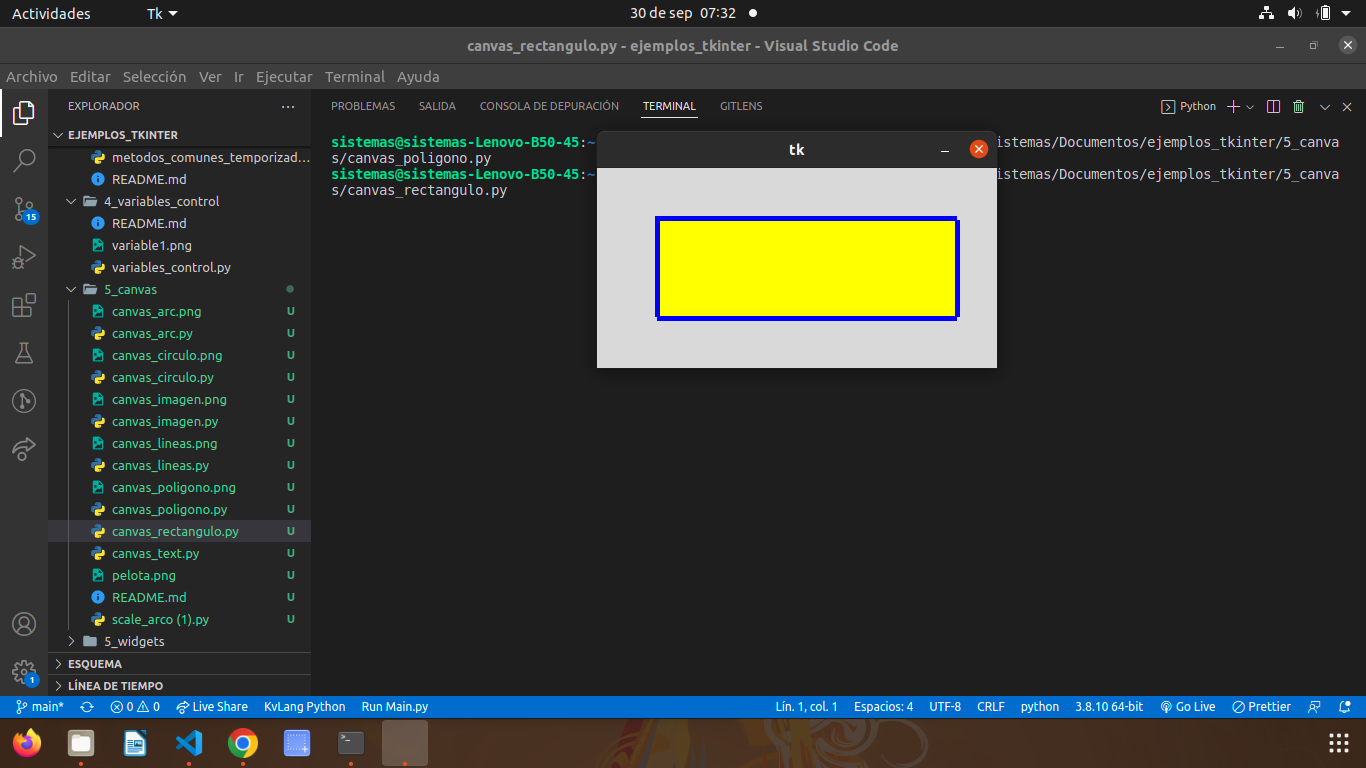 Actividades Tk 30 de sep 07:32
canvas_rectangulo.py - ejemplos_tkinter - Visual Studio Code
Archivo Editar Selección Ver Ir Ejecutar Terminal Ayuda
EXPLORADOR ...
EJEMPLOS_TKINTER
metodos_comunes_temporizad...
README.md
4_variables_control
README.md
variable1.png
variables_control.py
5_canvas
canvas_arc.png U
canvas_arc.py U
canvas_circulo.png U
canvas_circulo.py U
canvas_imagen.png U
canvas_imagen.py U
canvas_lineas.png U
canvas_lineas.py U
canvas_poligono.png U
canvas_poligono.py U
canvas_rectangulo.py U
canvas_text.py U
pelota.png U
README.md U
scale_arco (1).py U
5_widgets
ESQUEMA
LÍNEA DE TIEMPO
15
1
PROBLEMAS SALIDA CONSOLA DE DEPURACIÓN TERMINAL GITLENS Python
sistemas@sistemas-Lenovo-B50-45:~ istemas/Documentos/ejemplos_tkinter/5_canva
s/canvas_poligono.py
sistemas@sistemas-Lenovo-B50-45:~ istemas/Documentos/ejemplos_tkinter/5_canva
s/canvas_rectangulo.py
tk
main* 0 0 Live Share KvLang Python Run Main.py Lín. 1, col. 1 Espacios: 4 UTF-8 CRLF python 3.8.10 64-bit Go Live Prettier